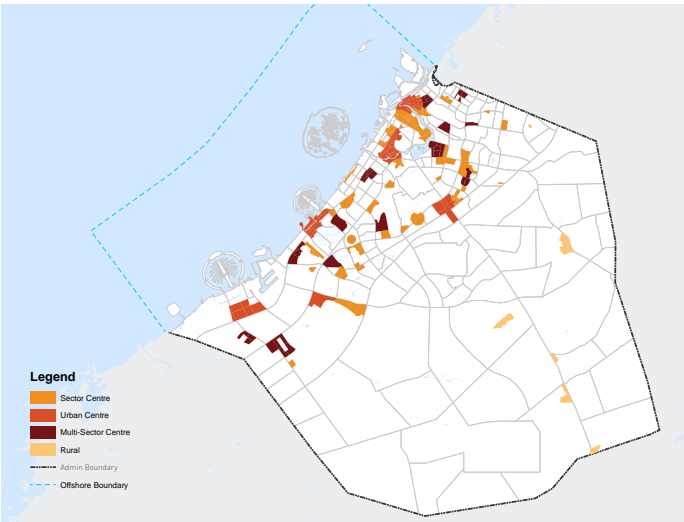 Legend
Sector Centre
Urban Centre
Multi-Sector Centre
Rural
Admin Boundary
Offshore Boundary